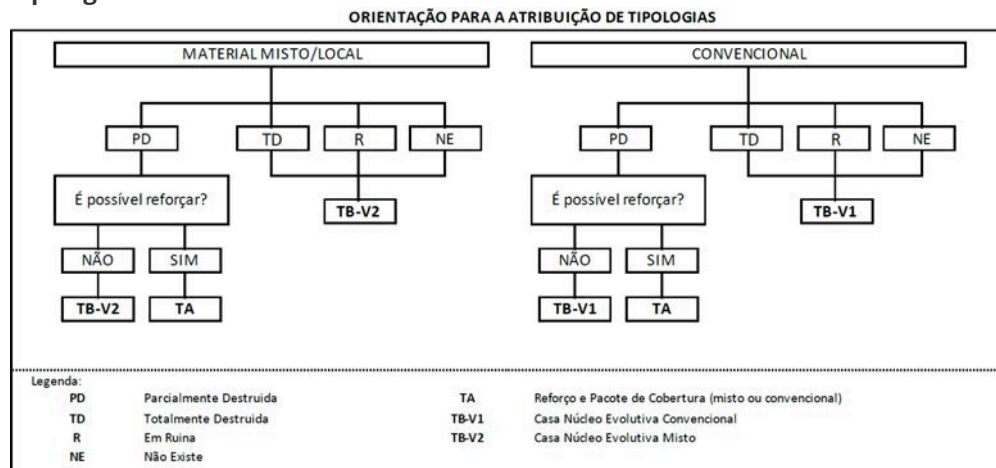 ORIENTAÇÃO PARA A ATRIBUIÇÃO DE TIPOLOGIAS
MATERIAL MISTO/LOCAL
CONVENCIONAL
PD TD R NE
PD TD R NE
É possível reforçar?
TB-V2
É possível reforçar?
TB-V1
NÃO SIM
NÃO SIM
TB-V2 TA
TB-V1 TA
Legenda:
PD Parcialmente Destruida TA Reforço e Pacote de Cobertura (misto ou convencional)
TD Totalmente Destruida TB-V1 Casa Núcleo Evolutiva Convencional
R Em Ruina TB-V2 Casa Núcleo Evolutiva Misto
NE Não Existe